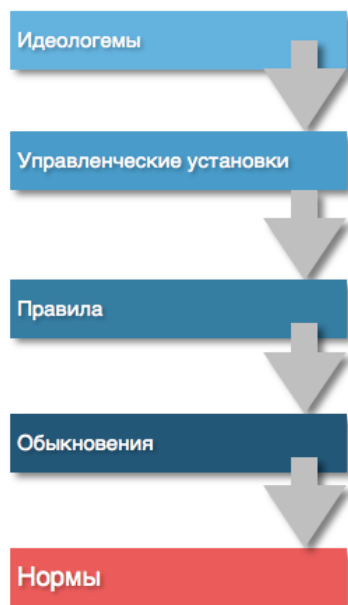 Идеологемы
Управленческие установки
Правила
Обыкновения
Нормы